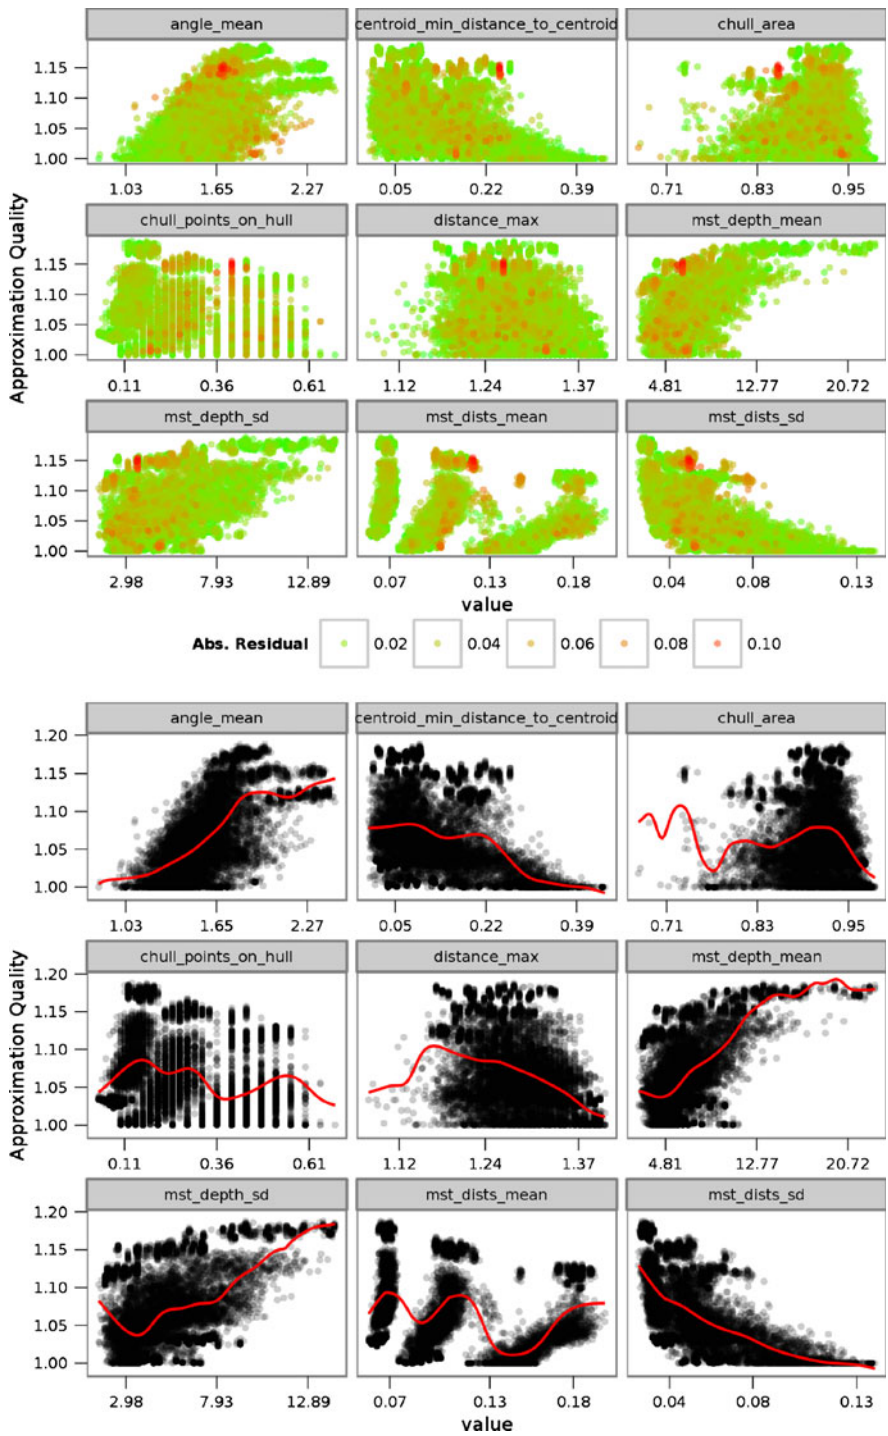 angle_mean centroid_min_distance_to_centroid chull_area
1.15
1.10
1.05
1.00
1.03 1.65 2.27 0.05 0.22 0.39 0.71 0.83 0.95
chull_points_on_hull distance_max mst_depth_mean
1.15
1.10
1.05
1.00
0.11 0.36 0.61 1.12 1.24 1.37 4.81 12.77 20.72
mst_depth_sd mst_dists_mean mst_dists_sd
1.15
1.10
1.05
1.00
2.98 7.93 12.89 0.07 0.13 0.18 0.04 0.08 0.13
Approximation Quality
value
Abs. Residual 0.02 0.04 0.06 0.08 0.10
angle_mean centroid_min_distance_to_centroid chull_area
1.20
1.15
1.10
1.05
1.00
1.03 1.65 2.27 0.05 0.22 0.39 0.71 0.83 0.95
chull_points_on_hull distance_max mst_depth_mean
1.20
1.15
1.10
1.05
1.00
0.11 0.36 0.61 1.12 1.24 1.37 4.81 12.77 20.72
mst_depth_sd mst_dists_mean mst_dists_sd
1.20
1.15
1.10
1.05
1.00
2.98 7.93 12.89 0.07 0.13 0.18 0.04 0.08 0.13
Approximation Quality
value